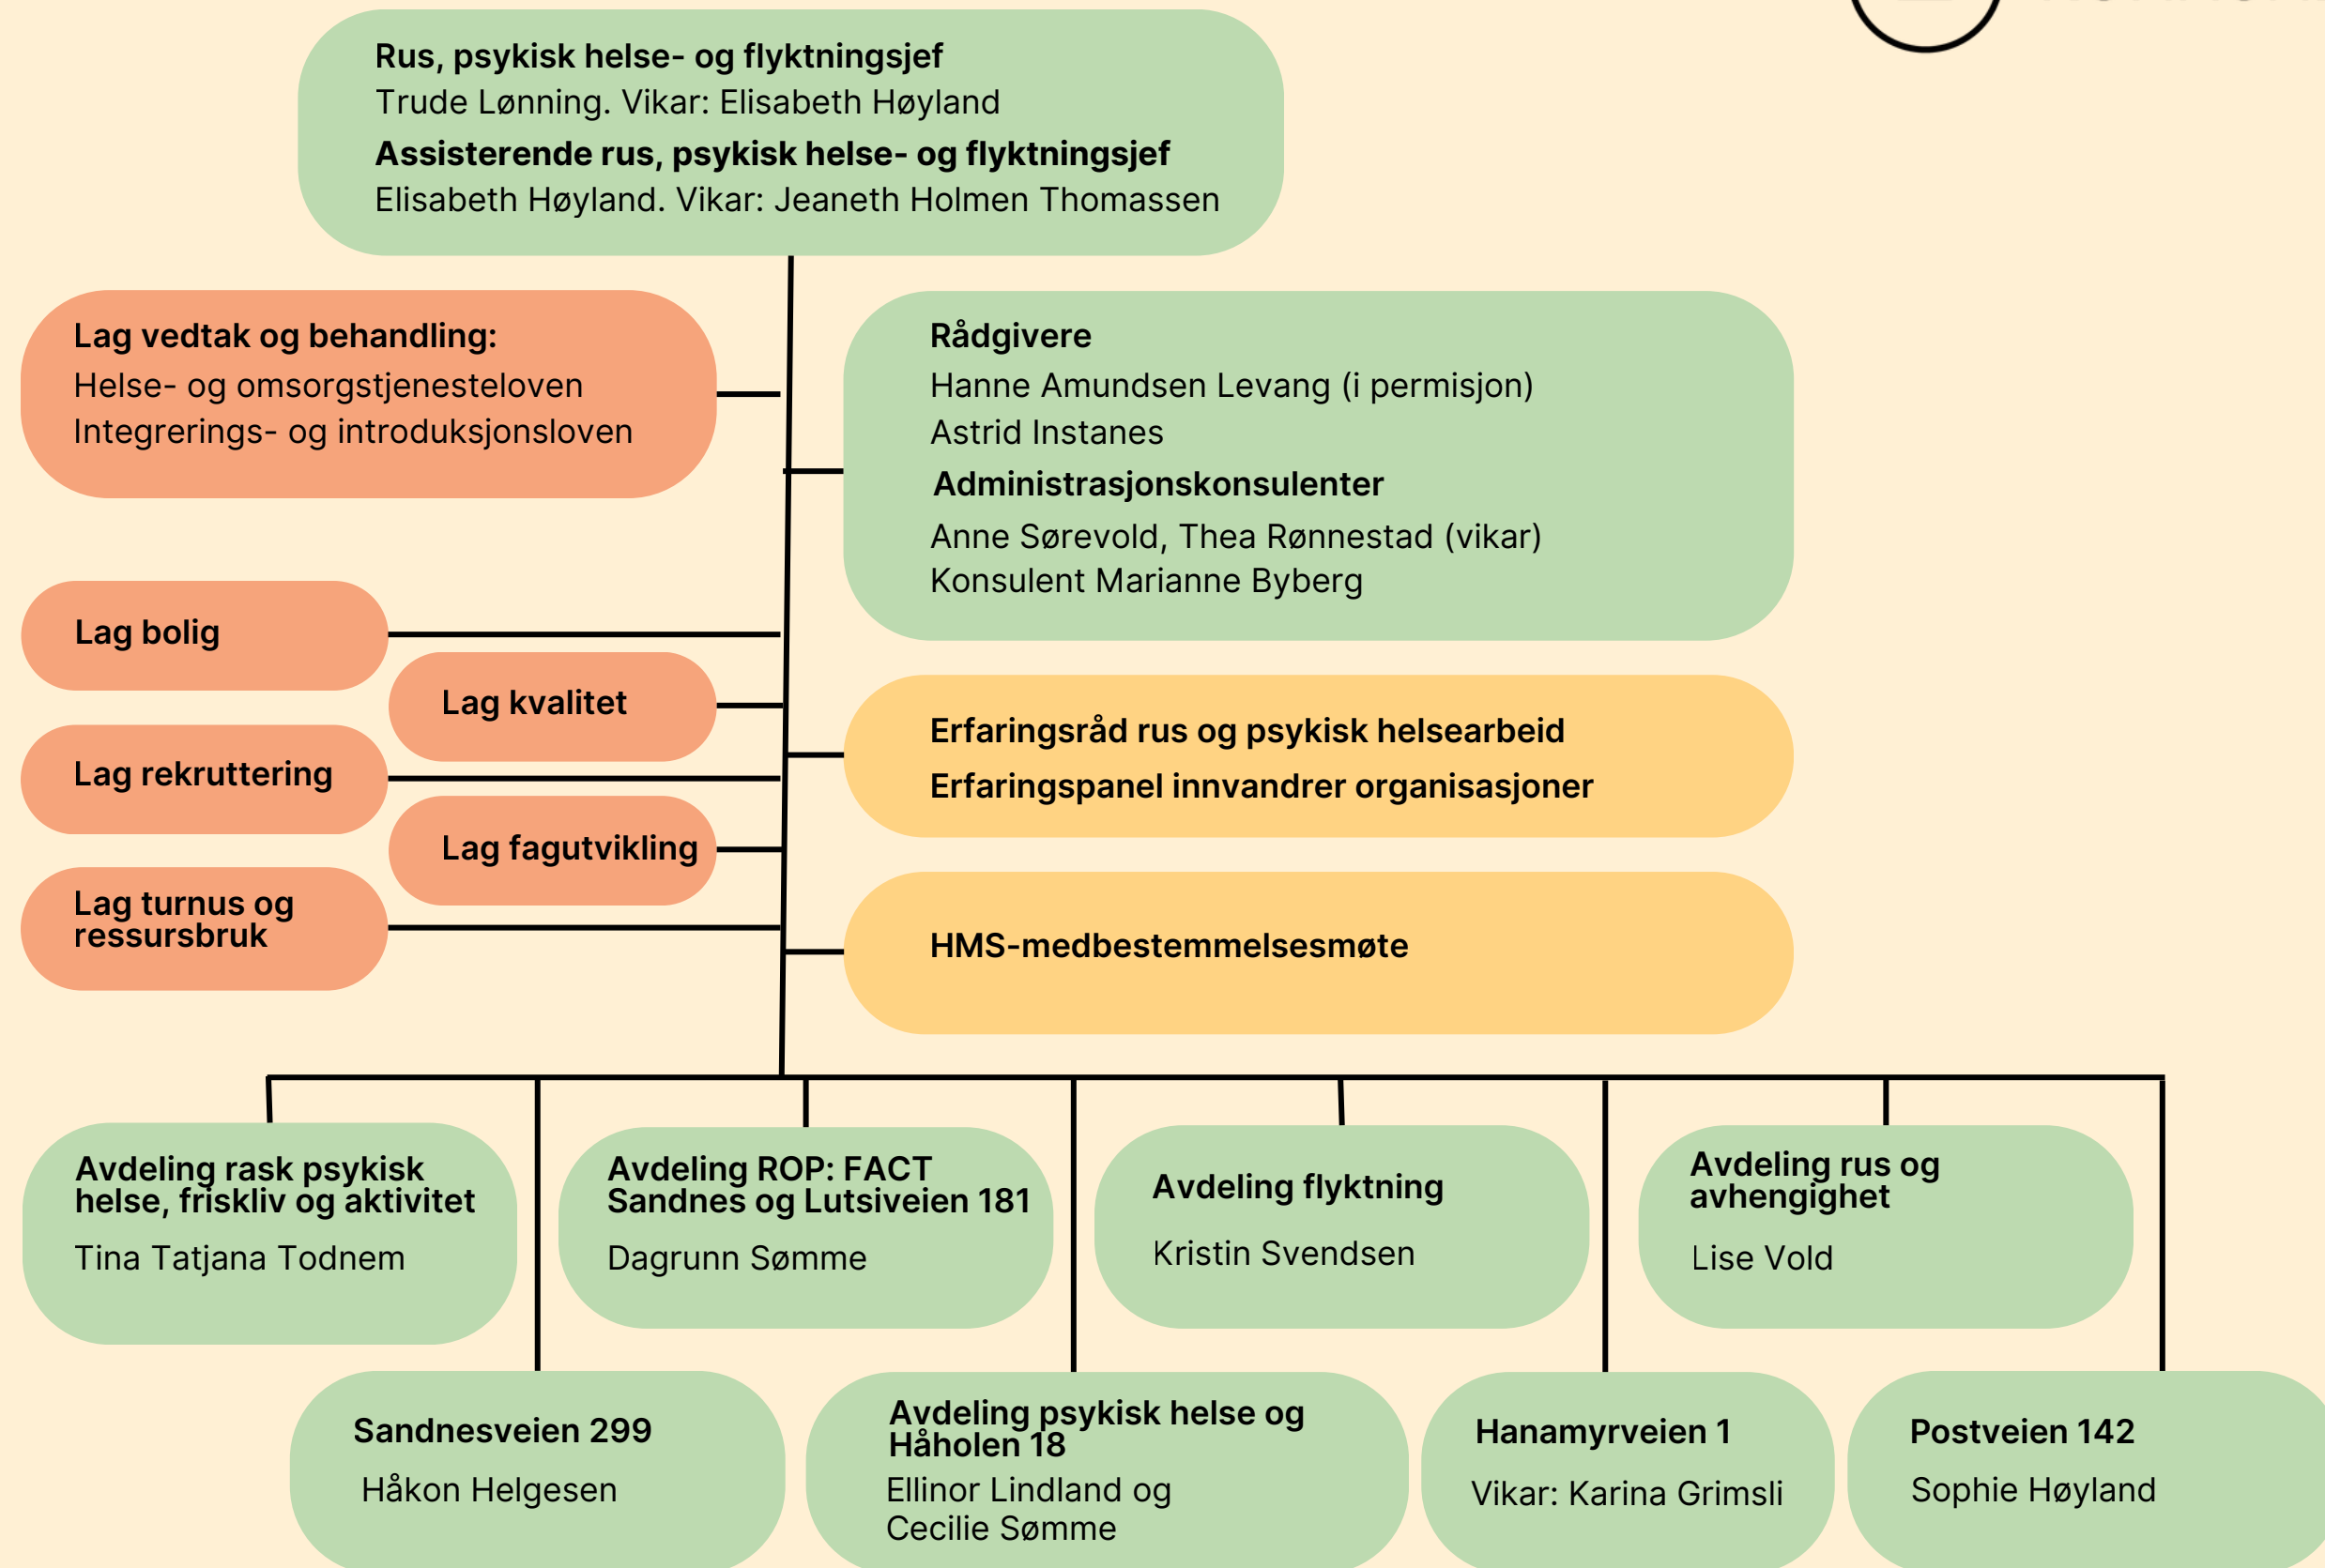 Rus, psykisk helse- og flyktningsjef
Trude Lønning. Vikar: Elisabeth Høyland
Assisterende rus, psykisk helse- og flyktningsjef
Elisabeth Høyland. Vikar: Jeaneth Holmen Thomassen
Lag vedtak og behandling:
Helse- og omsorgstjenesteloven
Integrerings- og introduksjonsloven
Rådgivere
Hanne Amundsen Levang (i permisjon)
Astrid Instanes
Administrasjonskonsulenter
Anne Sørevold, Thea Rønnestad (vikar)
Konsulent Marianne Byberg
Lag bolig
Lag kvalitet
Lag rekruttering
Lag fagutvikling
Lag turnus og
ressursbruk
Erfaringsråd rus og psykisk helsearbeid
Erfaringspanel innvandrer organisasjoner
HMS-medbestemmelsesmøte
Avdeling rask psykisk
helse, friskliv og aktivitet
Tina Tatjana Todnem
Avdeling ROP: FACT
Sandnes og Lutsiveien 181
Dagrunn Sømme
Avdeling flyktning
Kristin Svendsen
Avdeling rus og
avhengighet
Lise Vold
Sandnesveien 299
Håkon Helgesen
Avdeling psykisk helse og
Håholen 18
Ellinor Lindland og
Cecilie Sømme
Hanamyrveien 1
Vikar: Karina Grimsli
Postveien 142
Sophie Høyland